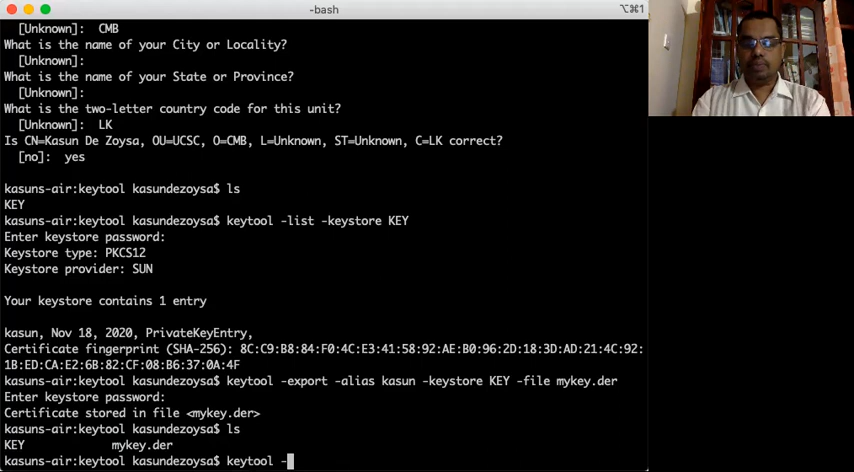 -bash
⌥⌘1
[Unknown]:  CMB
What is the name of your City or Locality?
[Unknown]:
What is the name of your State or Province?
[Unknown]:
What is the two-letter country code for this unit?
[Unknown]:  LK
Is CN=Kasun De Zoysa, OU=UCSC, O=CMB, L=Unknown, ST=Unknown, C=LK correct?
[no]:  yes
kasuns-air:keytool kasundezoysa$ ls
KEY
kasuns-air:keytool kasundezoysa$ keytool -list -keystore KEY
Enter keystore password:
Keystore type: PKCS12
Keystore provider: SUN
Your keystore contains 1 entry
kasun, Nov 18, 2020, PrivateKeyEntry,
Certificate fingerprint (SHA-256): 8C:C9:B8:84:F0:4C:E3:41:58:92:AE:B0:96:2D:18:3D:AD:21:4C:92:
1B:ED:CA:E2:6B:82:CF:08:B6:37:0A:4F
kasuns-air:keytool kasundezoysa$ keytool -export -alias kasun -keystore KEY -file mykey.der
Enter keystore password:
Certificate stored in file <mykey.der>
kasuns-air:keytool kasundezoysa$ ls
KEY mykey.der
kasuns-air:keytool kasundezoysa$ keytool -